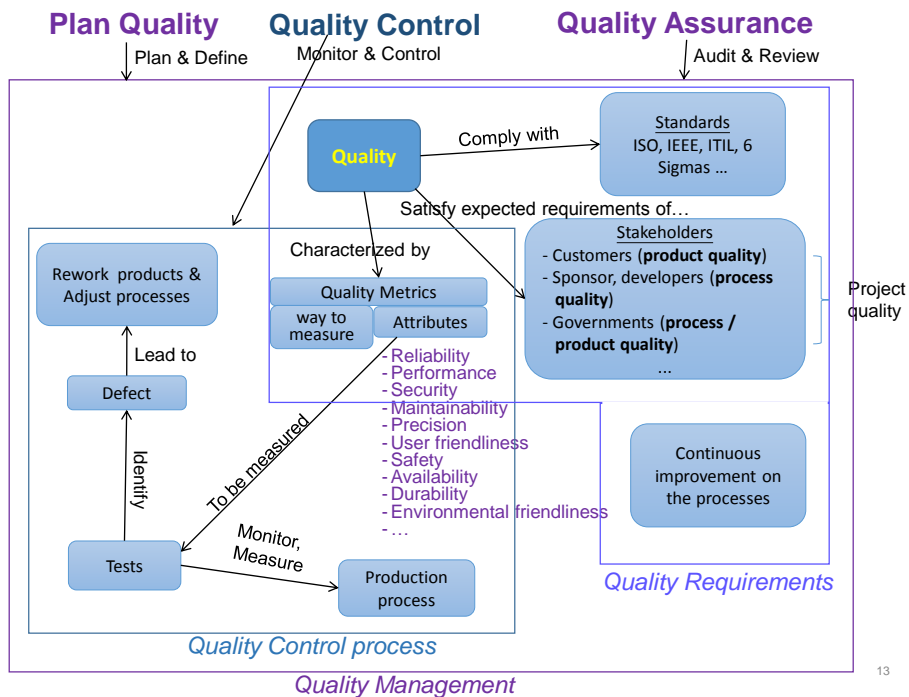 Plan Quality
Quality Control
Quality Assurance
Plan & Define
Monitor & Control
Audit & Review
Quality
Comply with
Standards
ISO, IEEE, ITIL, 6
Sigmas ...
Satisfy expected requirements of…
Stakeholders
- Customers (product quality)
- Sponsor, developers (process
quality)
- Governments (process /
product quality)
...
Project
quality
Characterized by
Quality Metrics
way to
measure
Attributes
- Reliability
- Performance
- Security
- Maintainability
- Precision
- User friendliness
- Safety
- Availability
- Durability
- Environmental friendliness
- …
Rework products &
Adjust processes
Lead to
Defect
Identify
To be measured
Tests
Monitor,
Measure
Production
process
Continuous
improvement on
the processes
Quality Requirements
Quality Control process
Quality Management
13